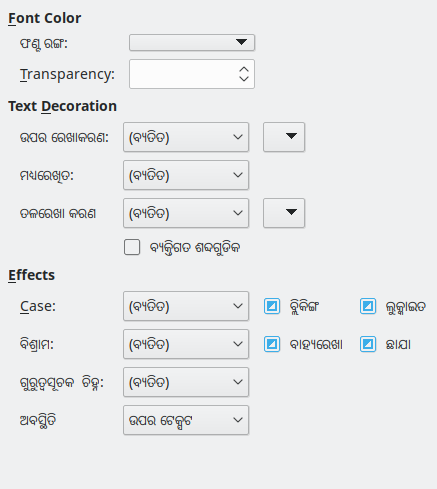 Font Color
ଫଣ୍ଟ ରଙ୍ଗ:
Transparency:
Text Decoration
ଉପର ରେଖାକରଣ: (ବ୍ୟତିତ)
ମଧ୍ୟରେଖିତ: (ବ୍ୟତିତ)
ତଳରେଖା କରଣ (ବ୍ୟତିତ)
ବ୍ୟକ୍ତିଗତ ଶବ୍ଦଗୁଡିକ
Effects
Case: (ବ୍ୟତିତ) ବ୍ଲିକିଙ୍ଗ ଲୁକ୍କାଇତ
ବିଶ୍ରାମ: (ବ୍ୟତିତ) ବାହ୍ୟରେଖା ଛାଯା
ଗୁରୁତ୍ବସୂଚକ ଚିହ୍ନ: (ବ୍ୟତିତ)
ଅବସ୍ଥିତି ଉପର ଟେକ୍ସଟ